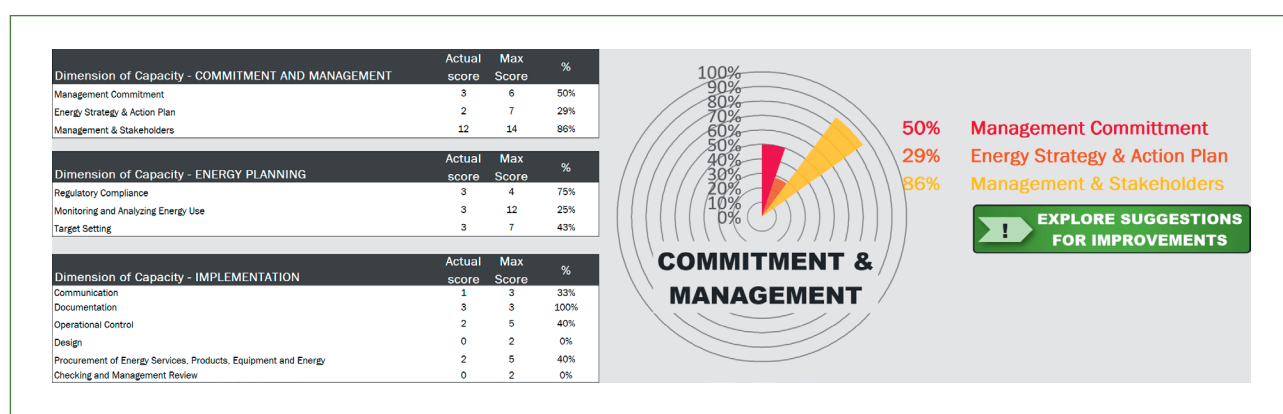 Actual Max
Dimension of Capacity - COMMITMENT AND MANAGEMENT score Score %
Management Commitment 3 6 50%
Energy Strategy & Action Plan 2 7 29%
Management & Stakeholders 12 14 86%
Actual Max
Dimension of Capacity - ENERGY PLANNING score Score %
Regulatory Compliance 3 4 75%
Monitoring and Analyzing Energy Use 3 12 25%
Target Setting 3 7 43%
Actual Max
Dimension of Capacity - IMPLEMENTATION score Score %
Communication 1 3 33%
Documentation 3 3 100%
Operational Control 2 5 40%
Design 0 2 0%
Procurement of Energy Services, Products, Equipment and Energy 2 5 40%
Checking and Management Review 0 2 0%
100%
90%
80%
70%
60%
50%
40%
30%
20%
10%
0%
COMMITMENT &
MANAGEMENT
50% Management Committment
29% Energy Strategy & Action Plan
86% Management & Stakeholders
! EXPLORE SUGGESTIONS
FOR IMPROVEMENTS